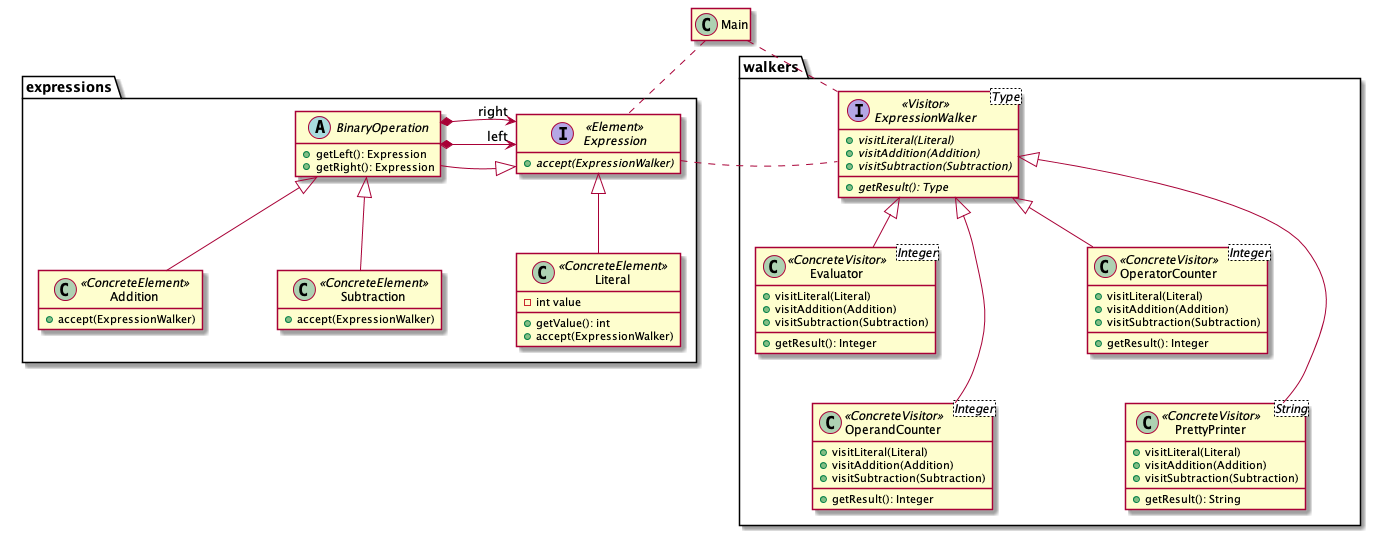 C Main
expressions
A BinaryOperation
getLeft(): Expression
getRight(): Expression
right
left
I «Element»
Expression
accept(ExpressionWalker)
C «ConcreteElement»
Addition
accept(ExpressionWalker)
C «ConcreteElement»
Subtraction
accept(ExpressionWalker)
C «ConcreteElement»
Literal
int value
getValue(): int
accept(ExpressionWalker)
walkers
Type
I «Visitor»
ExpressionWalker
visitLiteral(Literal)
visitAddition(Addition)
visitSubtraction(Subtraction)
getResult(): Type
Integer
C «ConcreteVisitor»
Evaluator
visitLiteral(Literal)
visitAddition(Addition)
visitSubtraction(Subtraction)
getResult(): Integer
Integer
C «ConcreteVisitor»
OperatorCounter
visitLiteral(Literal)
visitAddition(Addition)
visitSubtraction(Subtraction)
getResult(): Integer
Integer
C «ConcreteVisitor»
OperandCounter
visitLiteral(Literal)
visitAddition(Addition)
visitSubtraction(Subtraction)
getResult(): Integer
String
C «ConcreteVisitor»
PrettyPrinter
visitLiteral(Literal)
visitAddition(Addition)
visitSubtraction(Subtraction)
getResult(): String